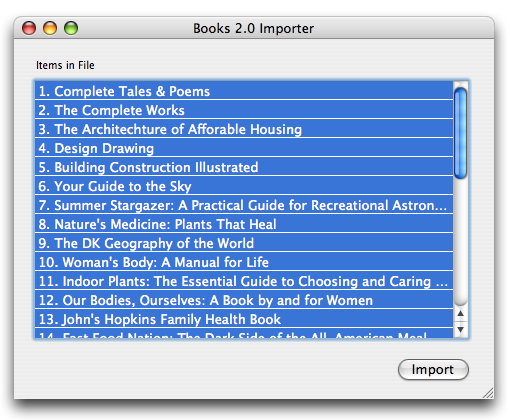 Books 2.0 Importer
Items in File
1. Complete Tales & Poems
2. The Complete Works
3. The Architechture of Afforable Housing
4. Design Drawing
5. Building Construction Illustrated
6. Your Guide to the Sky
7. Summer Stargazer: A Practical Guide for Recreational Astron...
8. Nature's Medicine: Plants That Heal
9. The DK Geography of the World
10. Woman's Body: A Manual for Life
11. Indoor Plants: The Essential Guide to Choosing and Caring ...
12. Our Bodies, Ourselves: A Book by and for Women
13. John's Hopkins Family Health Book
14. Fast Food Nation: The Dark Side of the All-American Meal
Import